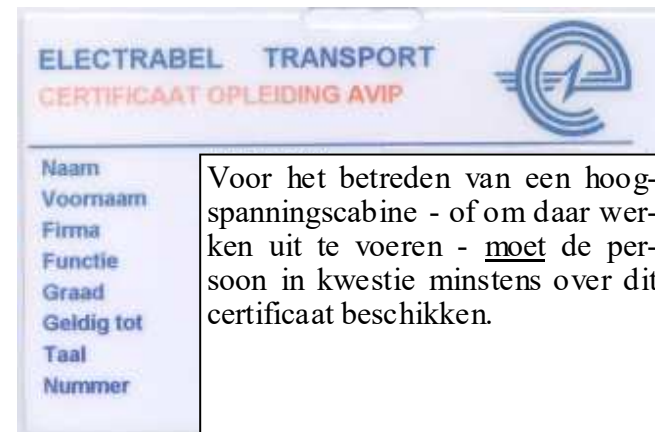 ELECTRABEL TRANSPORT
CERTIFICAAT OPLEIDING AVIP
Naam
Voornaam
Firma
Functie
Graad
Geldig tot
Taal
Nummer
Voor het betreden van een hoog-
spanningscabine - of om daar wer-
ken uit te voeren - moet de per-
soon in kwestie minstens over dit
certificaat beschikken.